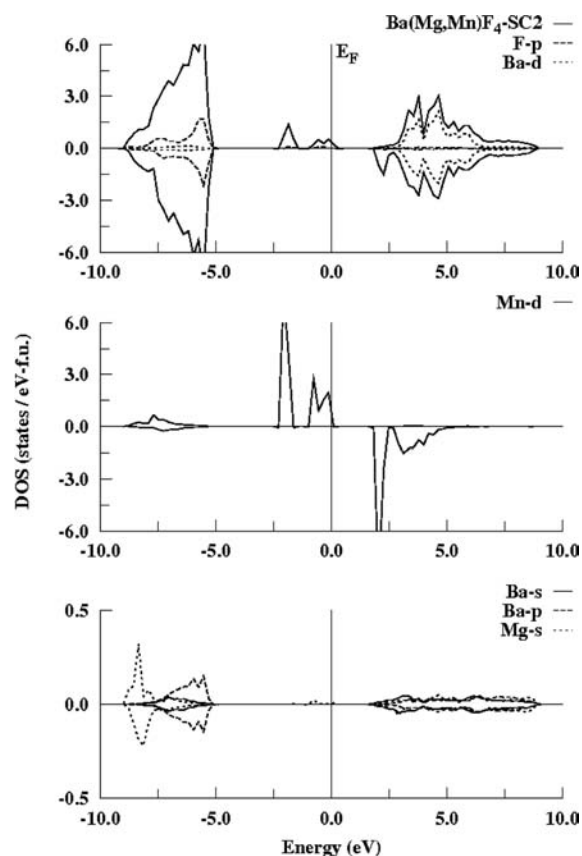 Ba(Mg,Mn)F4-SC2
F-p
Ba-d
EF
6.0
3.0
0.0
-3.0
-6.0
-10.0 -5.0 0.0 5.0 10.0
Mn-d
6.0
3.0
0.0
-3.0
-6.0
-10.0 -5.0 0.0 5.0 10.0
DOS (states / eV-f.u.)
Ba-s
Ba-p
Mg-s
0.5
0.0
-0.5
-10.0 -5.0 0.0 5.0 10.0
Energy (eV)